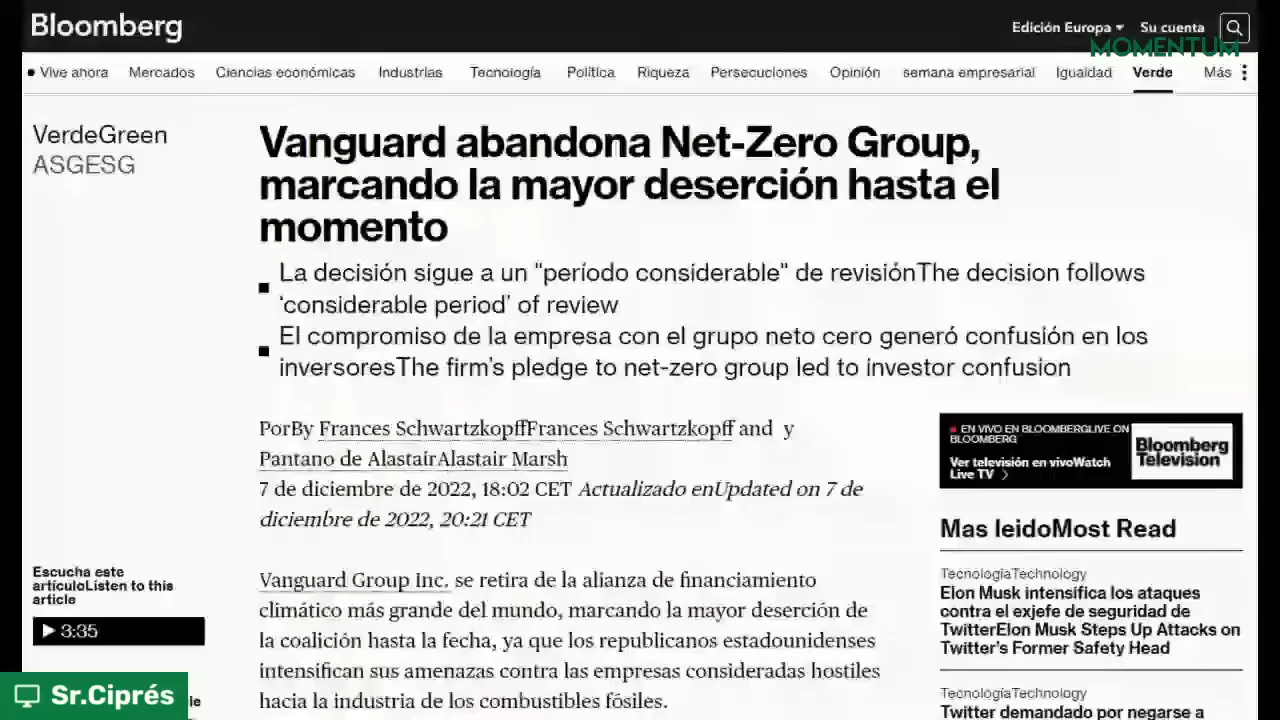 Bloomberg
Edición Europa Su cuenta
MOMENTUM
Vive ahora Mercados Ciencias económicas Industrias Tecnología Política Riqueza Persecuciones Opinión semana empresarial Igualdad Verde Más
VerdeGreen
ASGESG
Vanguard abandona Net-Zero Group,
marcando la mayor deserción hasta el
momento
La decisión sigue a un "período considerable" de revisiónThe decision follows
‘considerable period’ of review
El compromiso de la empresa con el grupo neto cero generó confusión en los
inversoresThe firm’s pledge to net-zero group led to investor confusion
PorBy Frances SchwartzkopffFrances Schwartzkopff and y
Pantano de AlastairAlastair Marsh
7 de diciembre de 2022, 18:02 CET Actualizado enUpdated on 7 de
diciembre de 2022, 20:21 CET
EN VIVO EN BLOOMBERGLIVE ON
BLOOMBERG
Ver televisión en vivoWatch
Live TV
Bloomberg
Television
Mas leidoMost Read
TecnologíaTechnology
Elon Musk intensifica los ataques
contra el exjefe de seguridad de
TwitterElon Musk Steps Up Attacks on
Twitter’s Former Safety Head
TecnologíaTechnology
Twitter demandado por negarse a
Escucha este
artículoListen to this
article
3:35
Vanguard Group Inc. se retira de la alianza de financiamiento
climático más grande del mundo, marcando la mayor deserción de
la coalición hasta la fecha, ya que los republicanos estadounidenses
intensifican sus amenazas contra las empresas consideradas hostiles
hacia la industria de los combustibles fósiles.
Sr.Ciprés